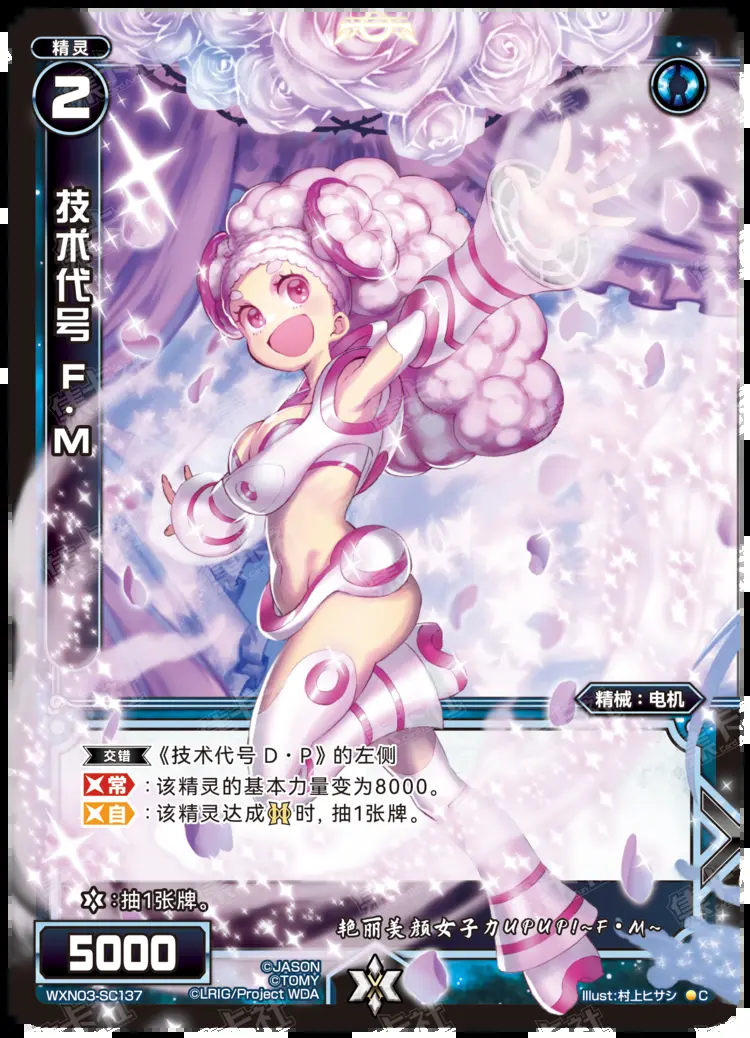 精灵
2
技术代号 F・M
精械：电机
交错 《技术代号 D・P》的左侧
常：该精灵的基本力量变为8000。
自：该精灵达成 时，抽1张牌。
：抽1张牌。
艳丽美颜女子力UPUP!~F・M~
5000
©JASON
©TOMY
©LRIG/Project WDA
WXN03-SC137
Illust:村上ヒサシ
C